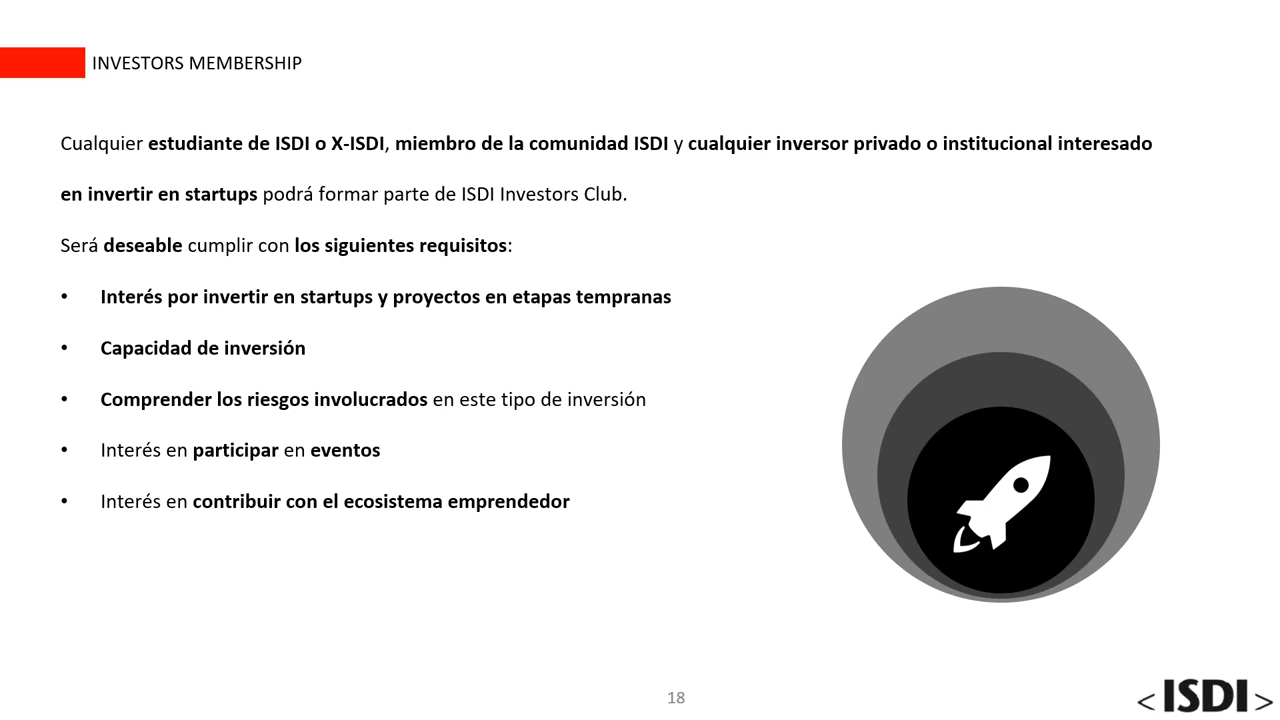 INVESTORS MEMBERSHIP
Cualquier estudiante de ISDI o X-ISDI, miembro de la comunidad ISDI y cualquier inversor privado o institucional interesado
en invertir en startups podrá formar parte de ISDI Investors Club.
Será deseable cumplir con los siguientes requisitos:
• Interés por invertir en startups y proyectos en etapas tempranas
• Capacidad de inversión
• Comprender los riesgos involucrados en este tipo de inversión
• Interés en participar en eventos
• Interés en contribuir con el ecosistema emprendedor
18
<ISDI>